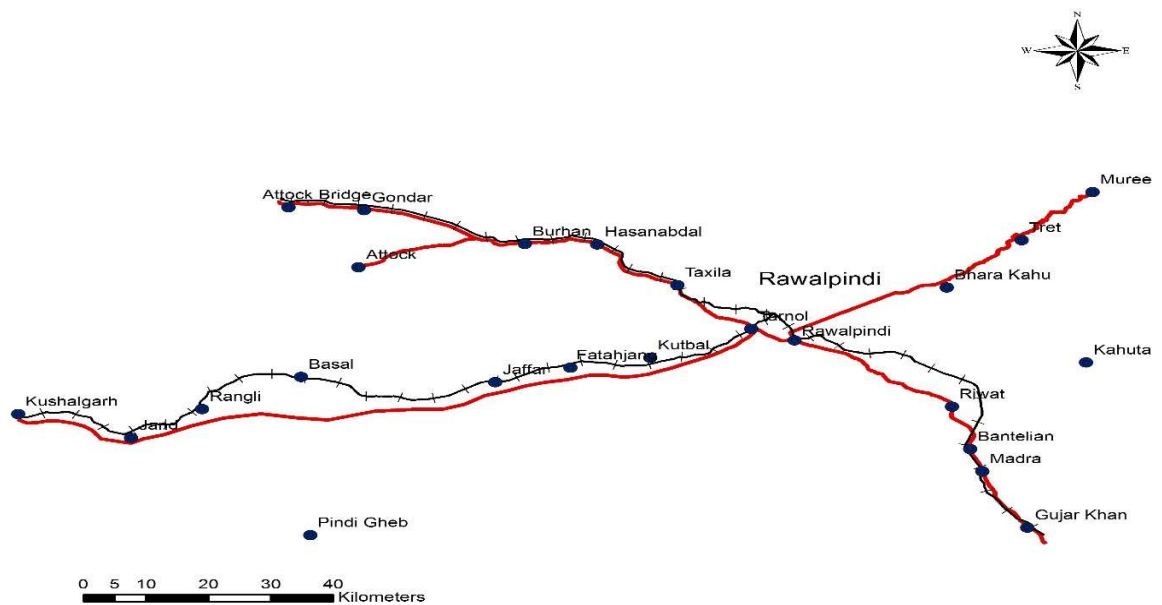 N
W E
S
Muree
Attock Bridge
Gondar
Tret
Burhan
Hasanabdal
Attock
Taxila
Rawalpindi
Bhara Kahu
Tarnol
Rawalpindi
Kutbal
Kahuta
Basal
Jaffar
Fatahjang
Kushalgarh
Rangli
Riwat
Jand
Bantelian
Madra
Pindi Gheb
Gujar Khan
0 5 10 20 30 40
Kilometers